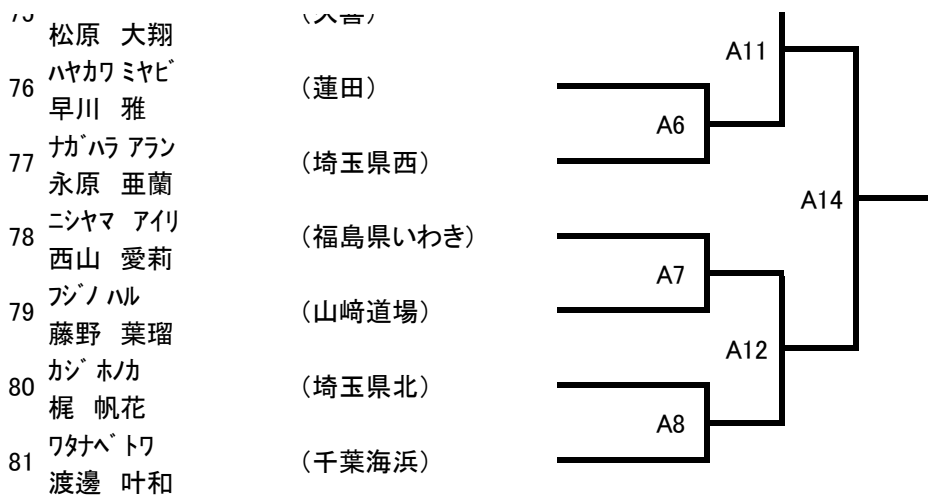 松原　大翔
A11
ﾊﾔｶﾜ ﾐﾔﾋﾞ
76 （蓮田）
早川　雅
A6
ﾅｶﾞﾊﾗ ｱﾗﾝ
77 （埼玉県西）
永原　亜蘭
A14
ﾆｼﾔﾏ　ｱｲﾘ
78 （福島県いわき）
西山　愛莉
A7
ﾌｼﾞﾉ ﾊﾙ
79 （山﨑道場）
藤野　葉瑠
A12
ｶｼﾞ ﾎﾉｶ
80 （埼玉県北）
梶　帆花
A8
ﾜﾀﾅﾍﾞ ﾄﾜ
81 （千葉海浜）
渡邊　叶和